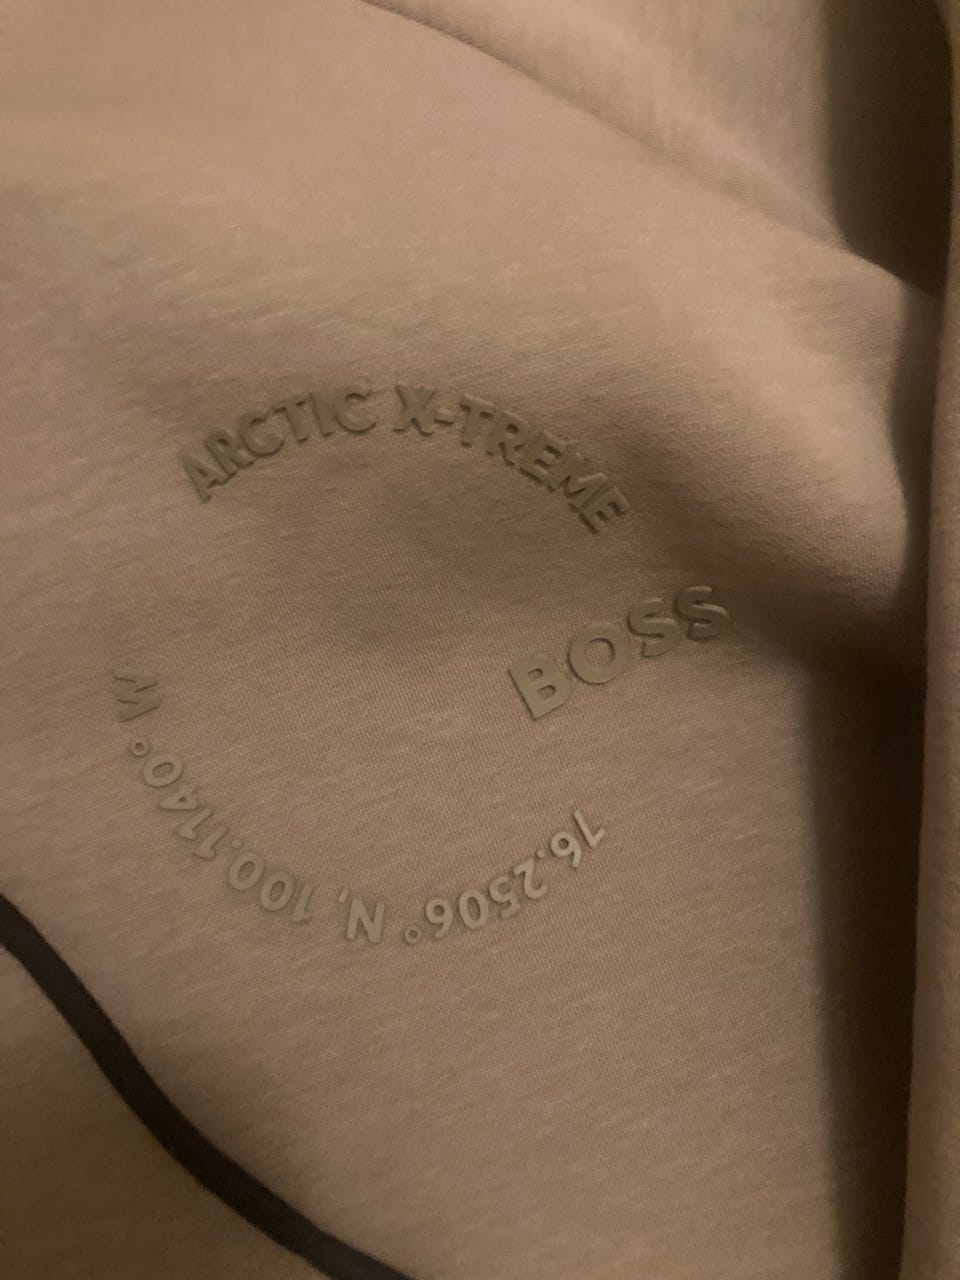 ARCTIC X-TREME
BOSS
76.2506° N, 100.1140° W